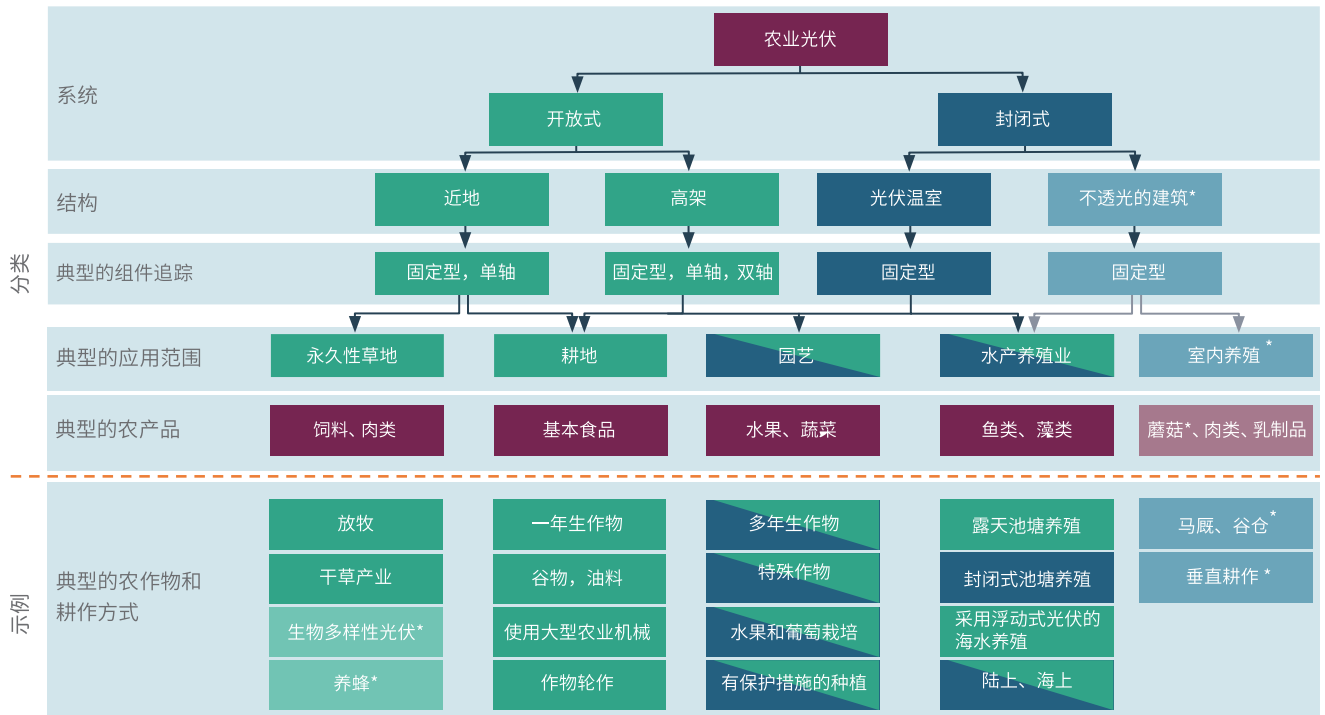 农业光伏
系统
开放式
封闭式
结构
近地
高架
光伏温室
不透光的建筑*
分类
典型的组件追踪
固定型，单轴
固定型，单轴，双轴
固定型
固定型
典型的应用范围
永久性草地
耕地
园艺
水产养殖业
室内养殖*
典型的农产品
饲料、肉类
基本食品
水果、蔬菜
鱼类、藻类
蘑菇*、肉类、乳制品
示例
典型的农作物和
耕作方式
放牧
一年生作物
多年生作物
露天池塘养殖
马厩、谷仓*
干草产业
谷物，油料
特殊作物
封闭式池塘养殖
垂直耕作*
生物多样性光伏*
使用大型农业机械
水果和葡萄栽培
采用浮动式光伏的
海水养殖
养蜂*
作物轮作
有保护措施的种植
陆上、海上